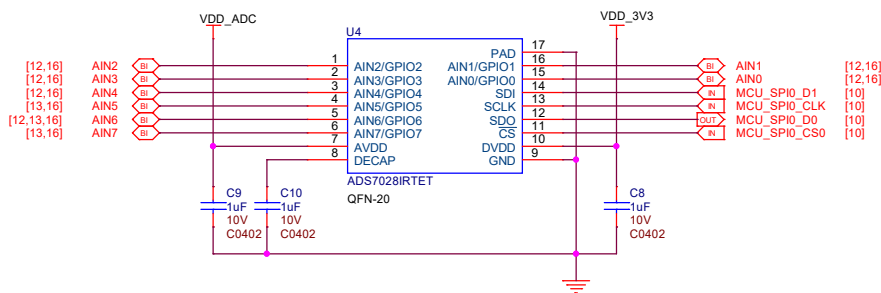 VDD_ADC
VDD_3V3
U4
[12,16] AIN2 BI 1 AIN2/GPIO2
[12,16] AIN3 BI 2 AIN3/GPIO3
[12,16] AIN4 BI 3 AIN4/GPIO4
[13,16] AIN5 BI 4 AIN5/GPIO5
[12,13,16] AIN6 BI 5 AIN6/GPIO6
[13,16] AIN7 BI 6 AIN7/GPIO7
7 AVDD
8 DECAP
PAD 17
AIN1/GPIO1 16 BI AIN1 [12,16]
AIN0/GPIO0 15 BI AIN0 [12,16]
SDI 14 IN MCU_SPI0_D1 [10]
SCLK 13 IN MCU_SPI0_CLK [10]
SDO 12 OUT MCU_SPI0_D0 [10]
CS 11 IN MCU_SPI0_CS0 [10]
DVDD 10
GND 9
ADS7028IRTET
QFN-20
C9
1uF
10V
C0402
C10
1uF
10V
C0402
C8
1uF
10V
C0402